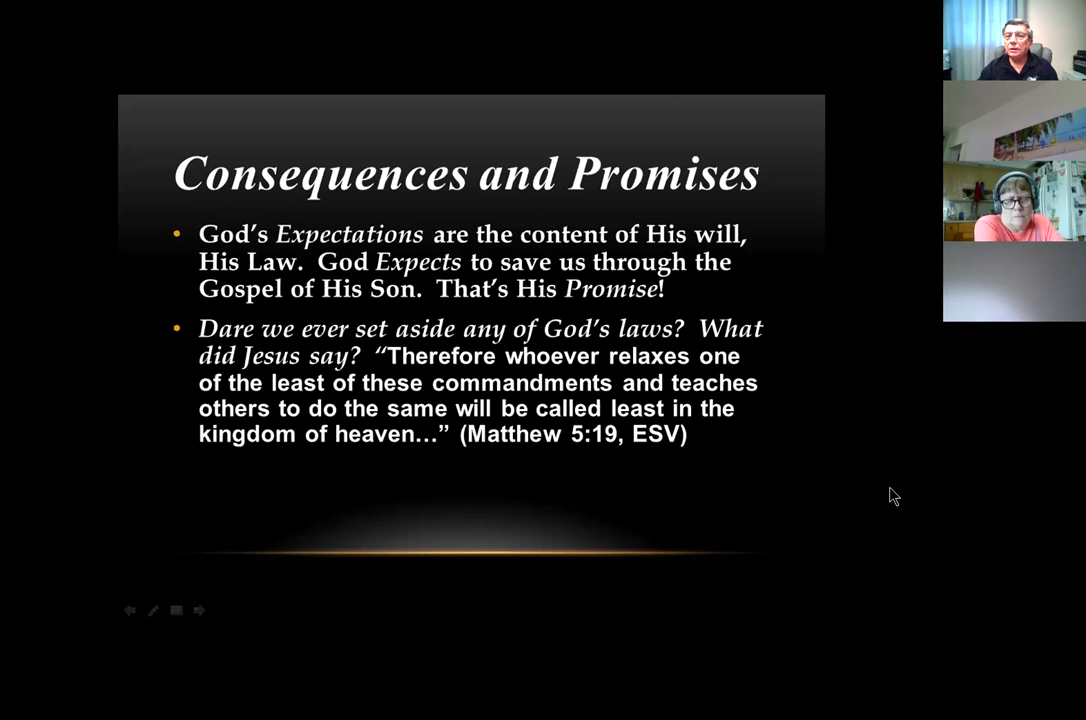 Consequences and Promises
• God’s Expectations are the content of His will,
His Law. God Expects to save us through the
Gospel of His Son. That’s His Promise!
• Dare we ever set aside any of God’s laws? What
did Jesus say? “Therefore whoever relaxes one
of the least of these commandments and teaches
others to do the same will be called least in the
kingdom of heaven…” (Matthew 5:19, ESV)